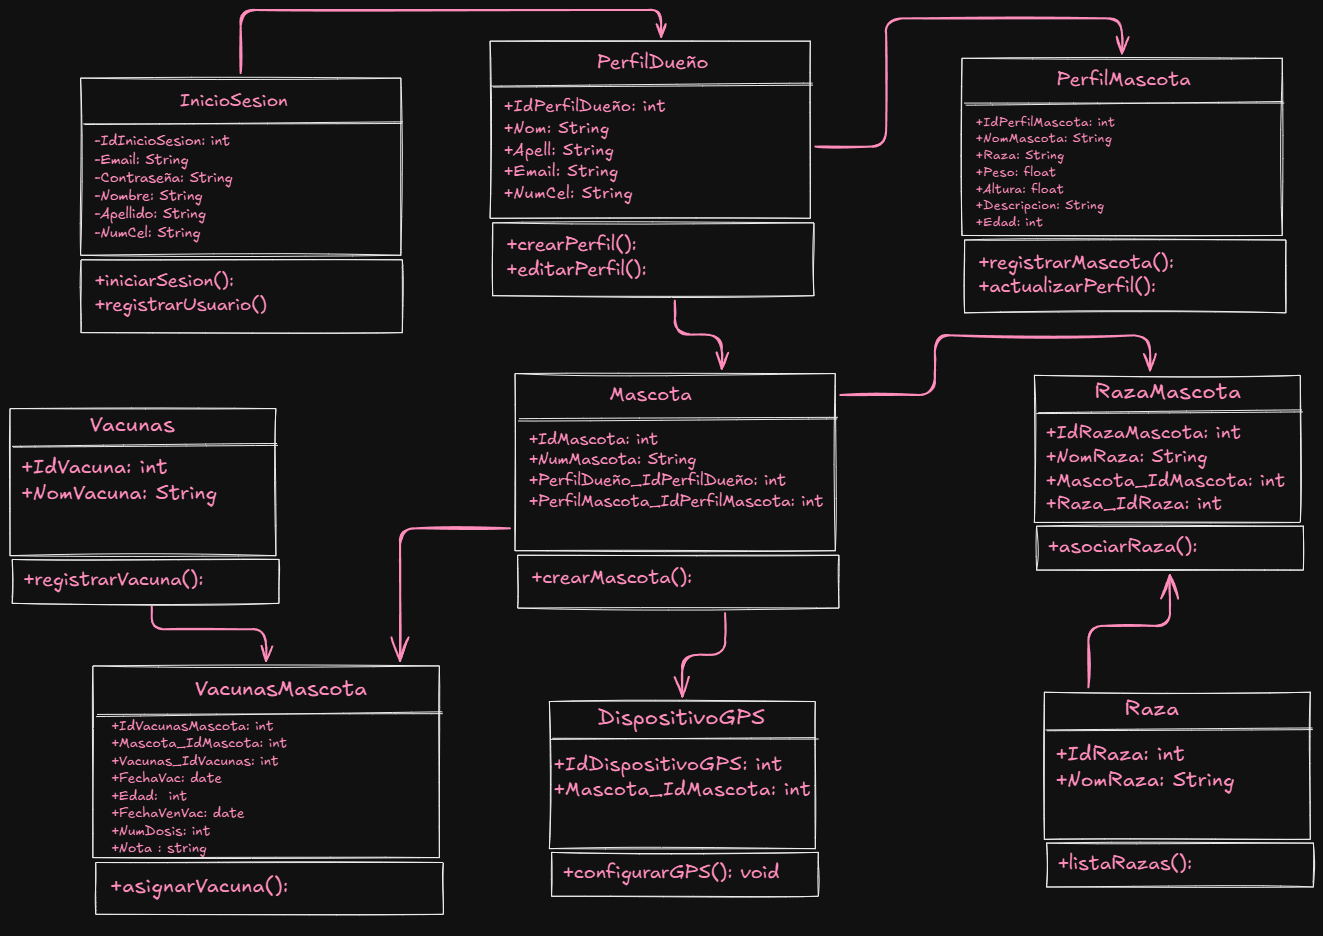 InicioSesion
-IdInicioSesion: int
-Email: String
-Contraseña: String
-Nombre: String
-Apellido: String
-NumCel: String
+iniciarSesion():
+registrarUsuario()
PerfilDueño
+IdPerfilDueño: int
+Nom: String
+Apell: String
+Email: String
+NumCel: String
+crearPerfil():
+editarPerfil():
PerfilMascota
+IdPerfilMascota: int
+NomMascota: String
+Raza: String
+Peso: float
+Altura: float
+Descripcion: String
+Edad: int
+registrarMascota():
+actualizarPerfil():
Vacunas
+IdVacuna: int
+NomVacuna: String
+registrarVacuna():
Mascota
+IdMascota: int
+NumMascota: String
+PerfilDueño_IdPerfilDueño: int
+PerfilMascota_IdPerfilMascota: int
+crearMascota():
RazaMascota
+IdRazaMascota: int
+NomRaza: String
+Mascota_IdMascota: int
+Raza_IdRaza: int
+asociarRaza():
VacunasMascota
+IdVacunasMascota: int
+Mascota_IdMascota: int
+Vacunas_IdVacunas: int
+FechaVac: date
+Edad: int
+FechaVenVac: date
+NumDosis: int
+Nota : string
+asignarVacuna():
DispositivoGPS
+IdDispositivoGPS: int
+Mascota_IdMascota: int
+configurarGPS(): void
Raza
+IdRaza: int
+NomRaza: String
+listaRazas():